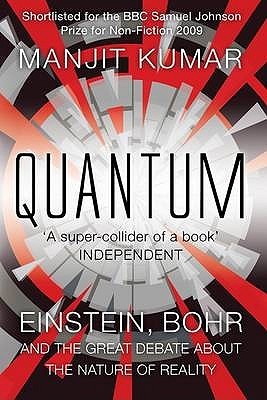 Shortlisted for the BBC Samuel Johnson
Prize for Non-Fiction 2009
MANJIT KUMAR
QUANTUM
‘A super-collider of a book’
INDEPENDENT
EINSTEIN, BOHR
AND THE GREAT DEBATE ABOUT
THE NATURE OF REALITY